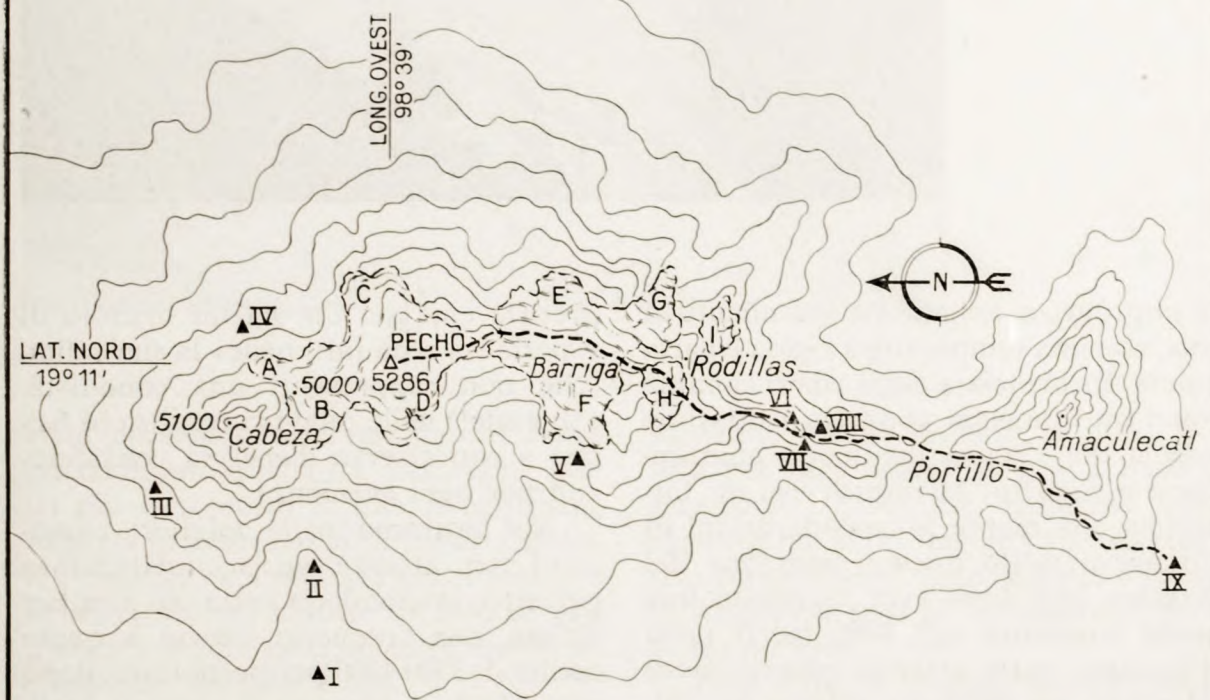 LONG. OVEST
98° 39'
C
E
G
N
IV
I
LAT. NORD
19° 11'
PECHO
A
5000
5286
Barriga
Rodillas
5100
B
D
F
H
VI
VIII
Cabeza
Amaculecatl
V
VII
Portillo
III
II
IX
I